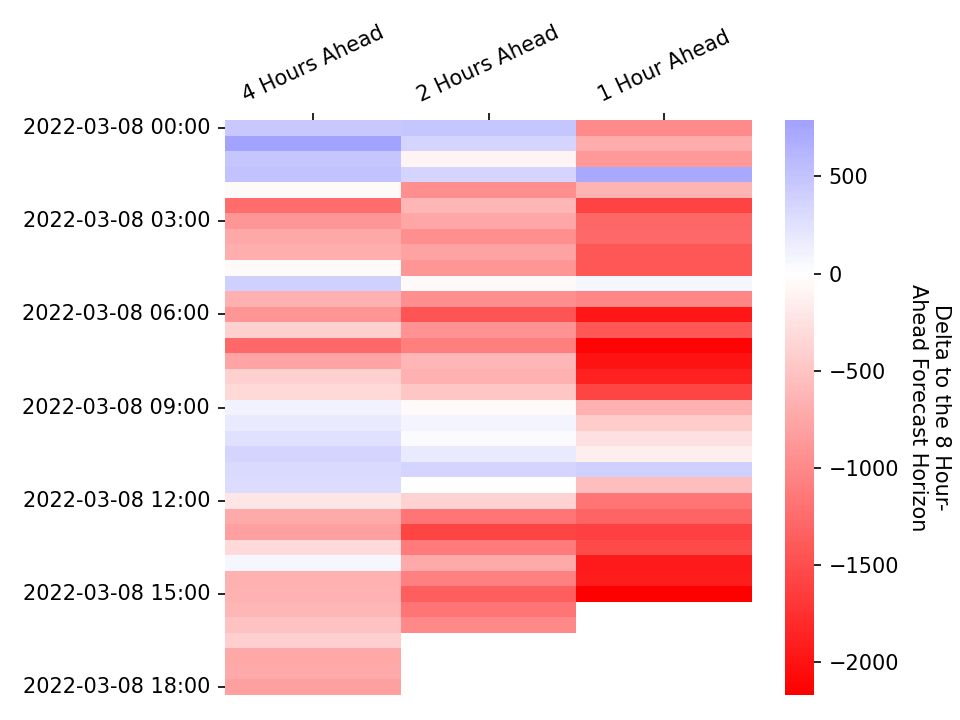 4 Hours Ahead
2 Hours Ahead
1 Hour Ahead
2022-03-08 00:00
2022-03-08 03:00
2022-03-08 06:00
2022-03-08 09:00
2022-03-08 12:00
2022-03-08 15:00
2022-03-08 18:00
500
0
−500
−1000
−1500
−2000
Delta to the 8 Hour-
Ahead Forecast Horizon